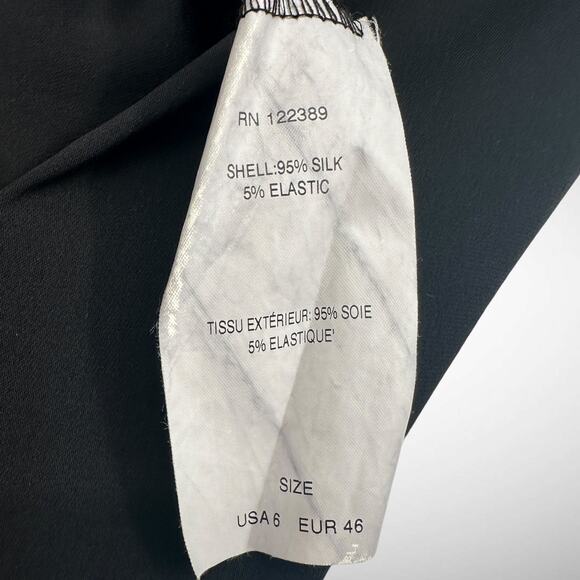 RN 122389
SHELL:95% SILK
5% ELASTIC
TISSU EXTÉRIEUR: 95% SOIE
5% ELASTIQUE'
SIZE
USA 6 EUR 46